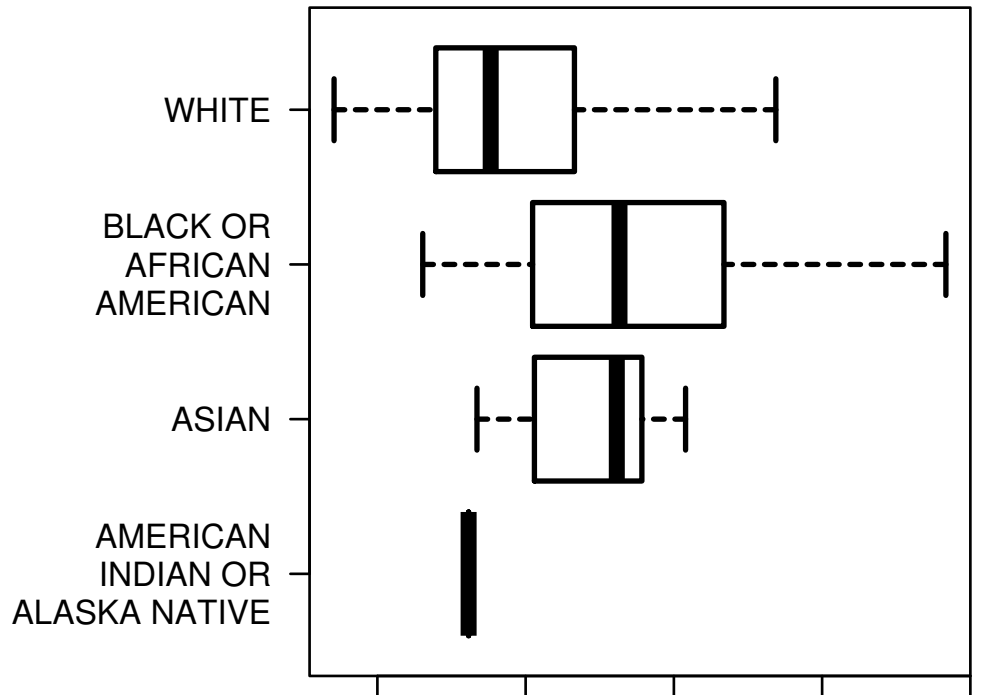 WHITE
BLACK OR
AFRICAN
AMERICAN
ASIAN
AMERICAN
INDIAN OR
ALASKA NATIVE